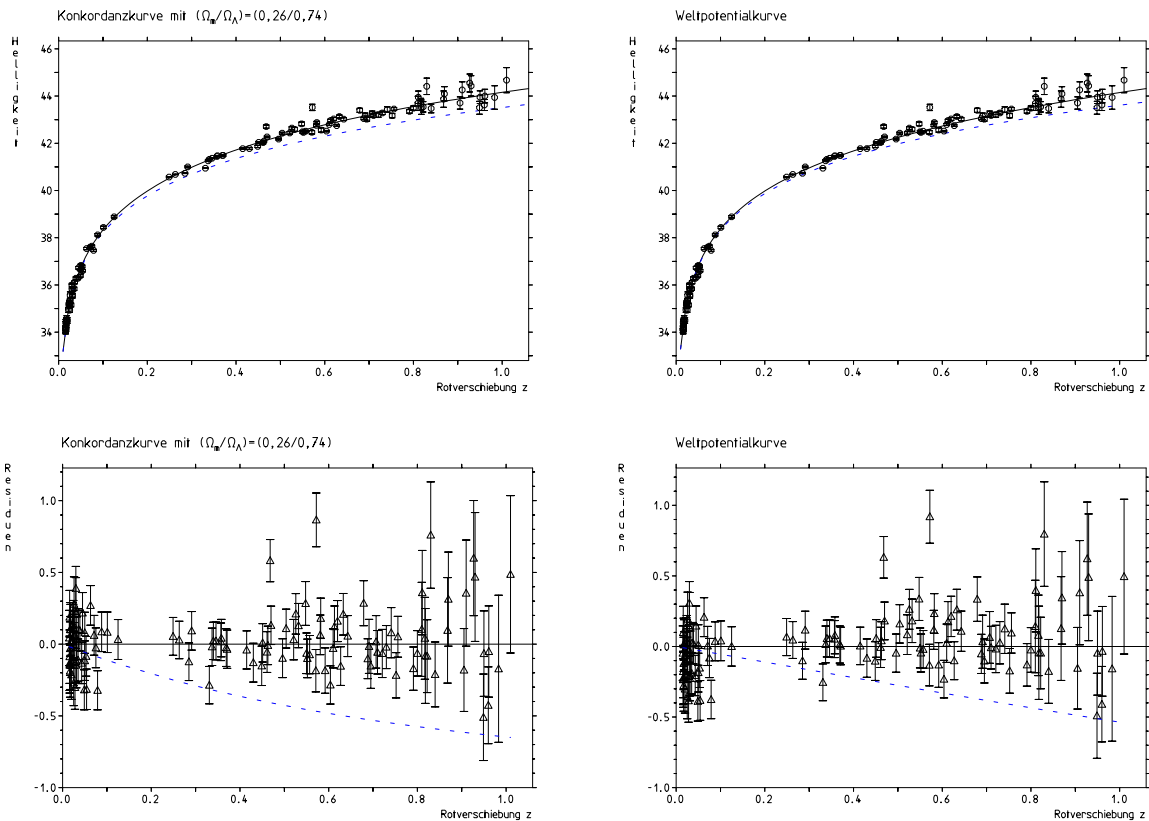 Konkordanzkurve mit (Ωm/ΩΛ)=(0,26/0,74)
Helligkeit
46
44
42
40
38
36
34
0.0 0.2 0.4 0.6 0.8 1.0
Rotverschiebung z
Weltpotentialkurve
Helligkeit
46
44
42
40
38
36
34
0.0 0.2 0.4 0.6 0.8 1.0
Rotverschiebung z
Konkordanzkurve mit (Ωm/ΩΛ)=(0,26/0,74)
Residuen
1.0
0.5
0.0
-0.5
-1.0
0.0 0.2 0.4 0.6 0.8 1.0
Rotverschiebung z
Weltpotentialkurve
Residuen
1.0
0.5
0.0
-0.5
-1.0
0.0 0.2 0.4 0.6 0.8 1.0
Rotverschiebung z